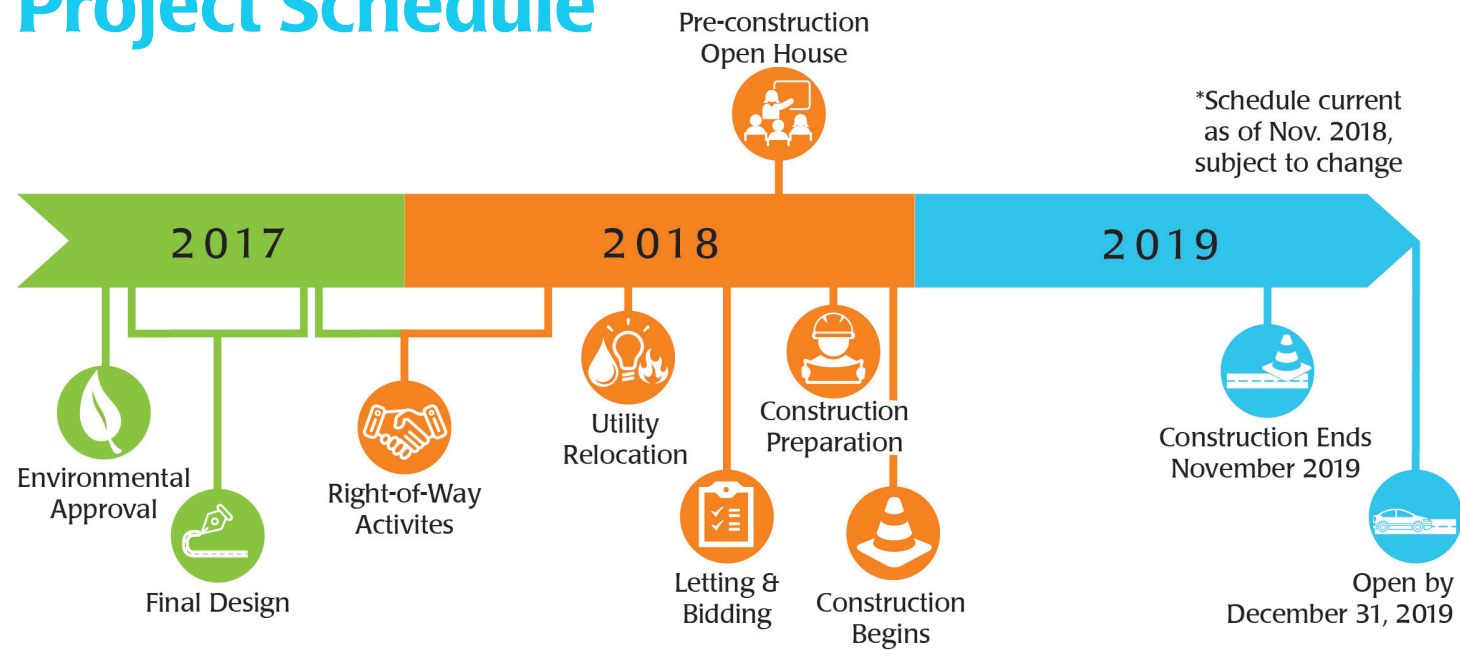 Project Schedule
Pre-construction
Open House
*Schedule current
as of Nov. 2018,
subject to change
2017
2018
2019
Environmental
Approval
Final Design
Right-of-Way
Activites
Utility
Relocation
Letting &
Bidding
Construction
Preparation
Construction
Begins
Construction Ends
November 2019
Open by
December 31, 2019